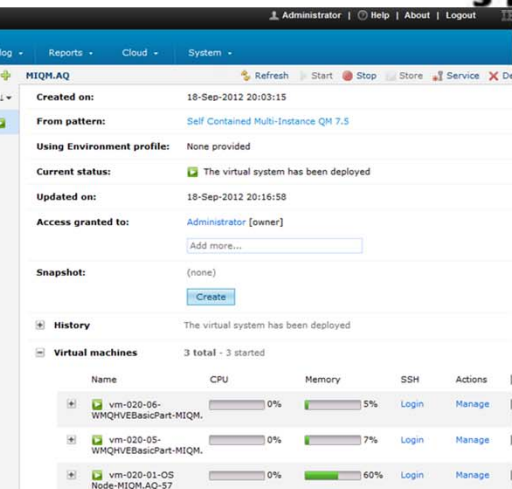 Administrator | Help | About | Logout
log Reports Cloud System
MIQM.AQ Refresh Start Stop Store Service
Created on: 18-Sep-2012 20:03:15
From pattern: Self Contained Multi-Instance QM 7.5
Using Environment profile: None provided
Current status: The virtual system has been deployed
Updated on: 18-Sep-2012 20:16:58
Access granted to: Administrator [owner]
Add more...
Snapshot: (none)
Create
History The virtual system has been deployed
Virtual machines 3 total - 3 started
Name CPU Memory SSH Actions
vm-020-06-WMQHVEBasicPart-MIQM. 0% 5% Login Manage
vm-020-05-WMQHVEBasicPart-MIQM. 0% 7% Login Manage
vm-020-01-OS Node-MIQM.AQ-57 0% 60% Login Manage